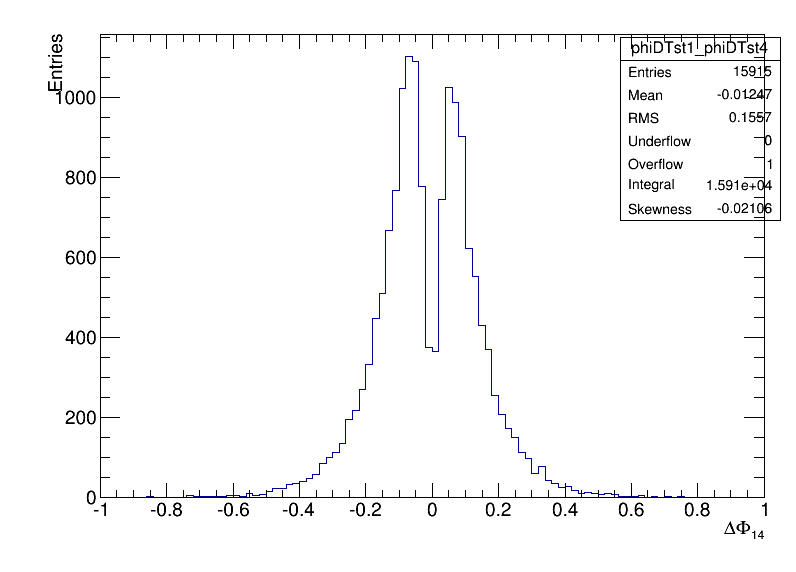 Entries
phiDTst1_phiDTst4
Entries 15915
Mean -0.01247
RMS 0.1557
Underflow 0
Overflow 1
Integral 1.591e+04
Skewness -0.02106
1000
800
600
400
200
0
-1 -0.8 -0.6 -0.4 -0.2 0 0.2 0.4 0.6 0.8 1
ΔΦ14